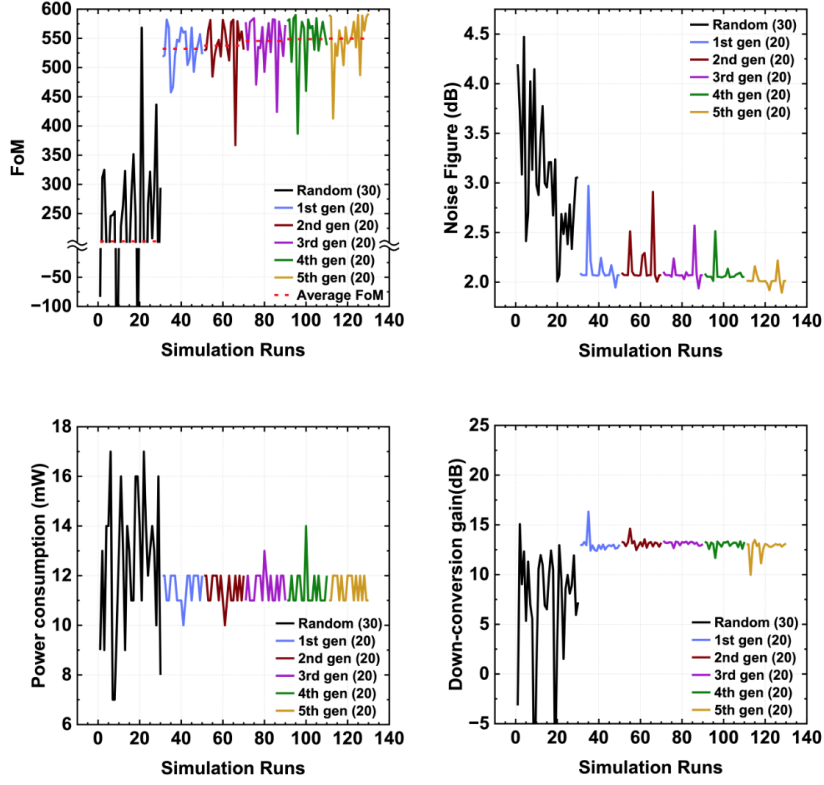 600
550
500
450
400
350
300
250
−50
−100
FoM
Random (30)
1st gen (20)
2nd gen (20)
3rd gen (20)
4th gen (20)
5th gen (20)
Average FoM
0 20 40 60 80 100 120 140
Simulation Runs
4.5
4.0
3.5
3.0
2.5
2.0
Noise Figure (dB)
Random (30)
1st gen (20)
2nd gen (20)
3rd gen (20)
4th gen (20)
5th gen (20)
0 20 40 60 80 100 120 140
Simulation Runs
18
16
14
12
10
8
6
Power consumption (mW)
Random (30)
1st gen (20)
2nd gen (20)
3rd gen (20)
4th gen (20)
5th gen (20)
0 20 40 60 80 100 120 140
Simulation Runs
25
20
15
10
5
0
−5
Down-conversion gain(dB)
Random (30)
1st gen (20)
2nd gen (20)
3rd gen (20)
4th gen (20)
5th gen (20)
0 20 40 60 80 100 120 140
Simulation Runs